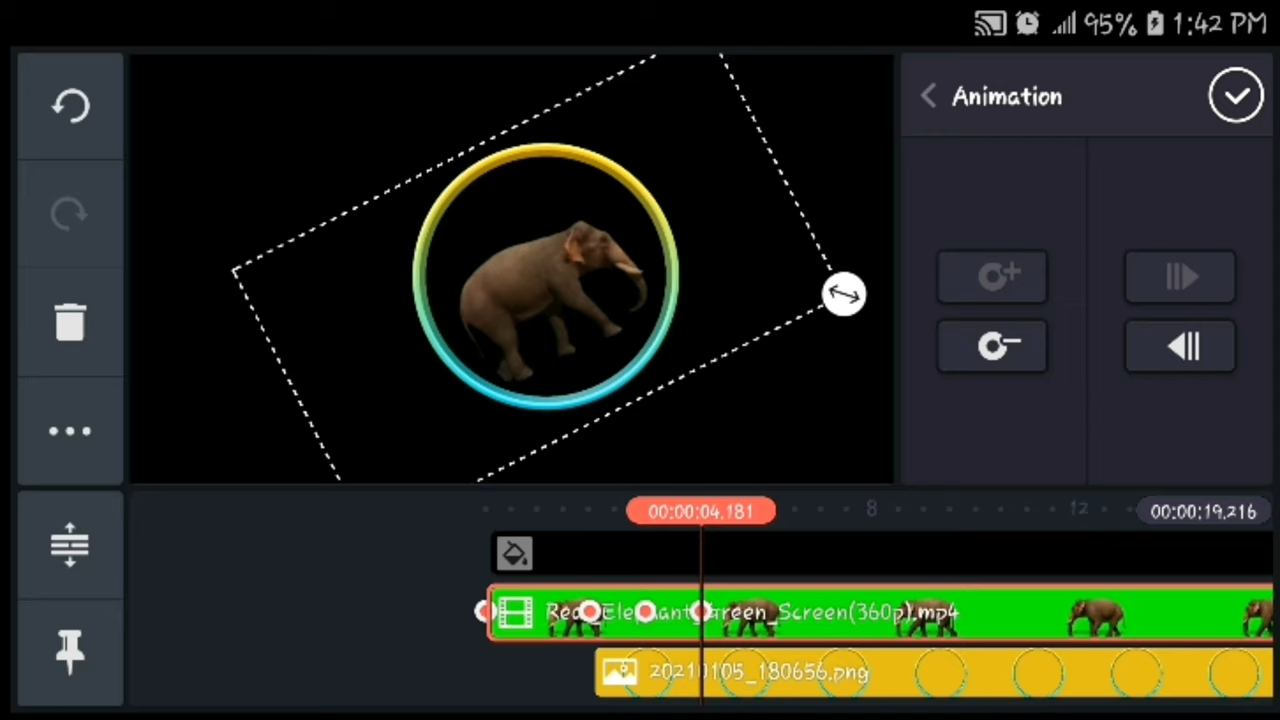 95% 1:42 PM
Animation
00:00:04.181
8
12
00:00:19.216
Green_Screen(360p).mp4
20210105_180656.png